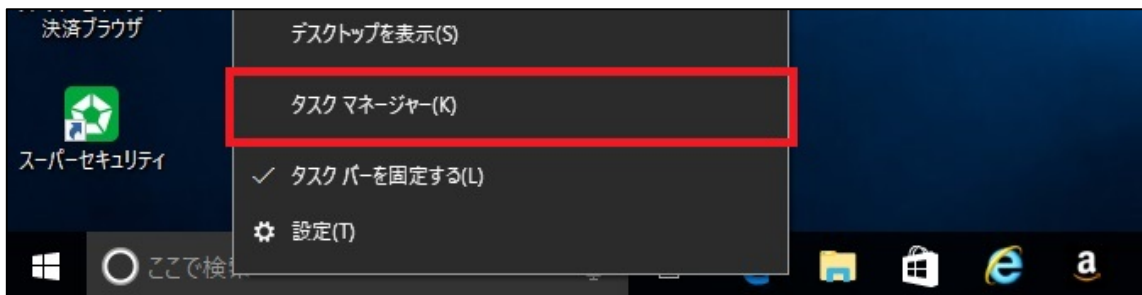 決済ブラウザ
デスクトップを表示(S)
タスク マネージャー(K)
スーパーセキュリティ
タスク バーを固定する(L)
設定(T)
ここで検索